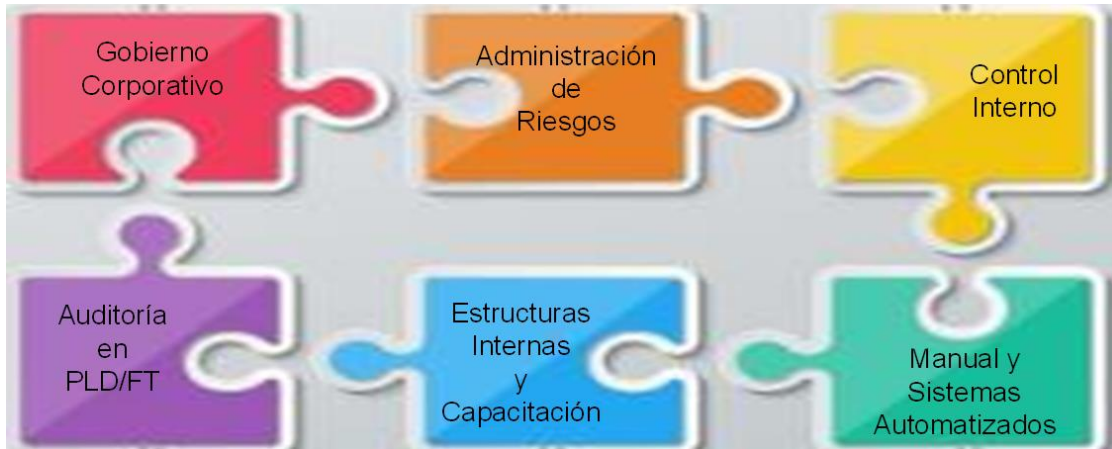 Gobierno
Corporativo
Administración
de
Riesgos
Control
Interno
Auditoría
en
PLD/FT
Estructuras
Internas
y
Capacitación
Manual y
Sistemas
Automatizados